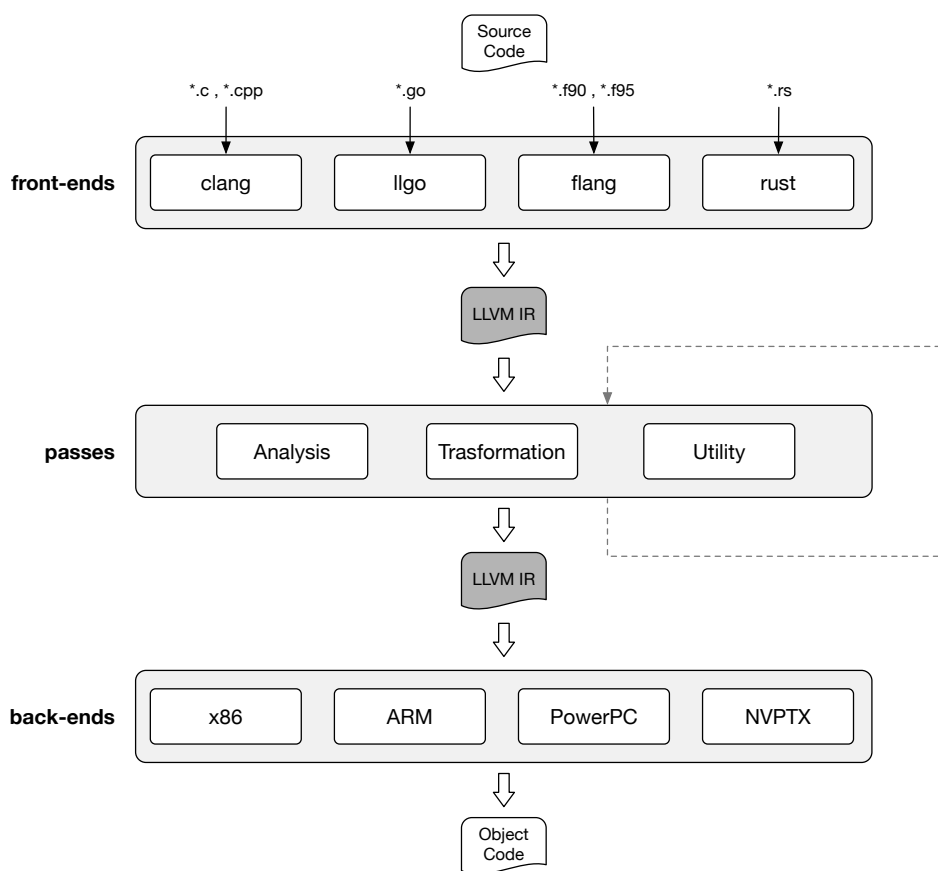 Source
Code
*.c , *.cpp
*.go
*.f90 , *.f95
*.rs
front-ends
clang
llgo
flang
rust
LLVM IR
passes
Analysis
Trasformation
Utility
LLVM IR
back-ends
x86
ARM
PowerPC
NVPTX
Object
Code